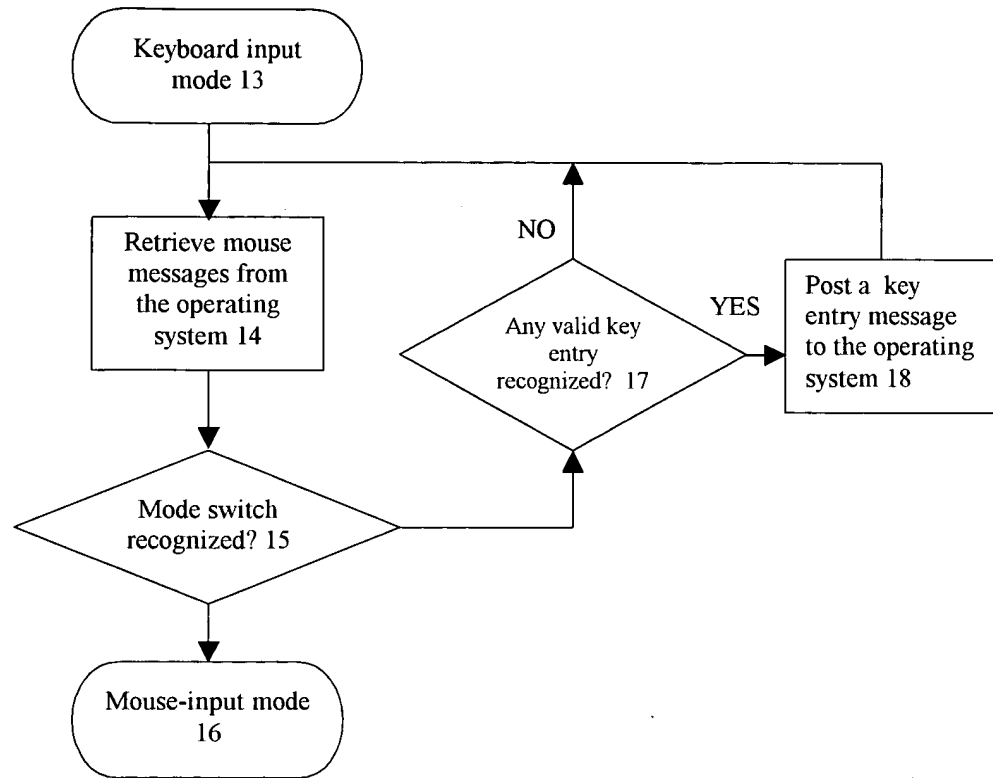 Keyboard input
mode 13
Retrieve mouse
messages from
the operating
system 14
Mode switch
recognized? 15
Mouse-input mode
16
NO
Any valid key
entry
recognized? 17
YES
Post a key
entry message
to the operating
system 18